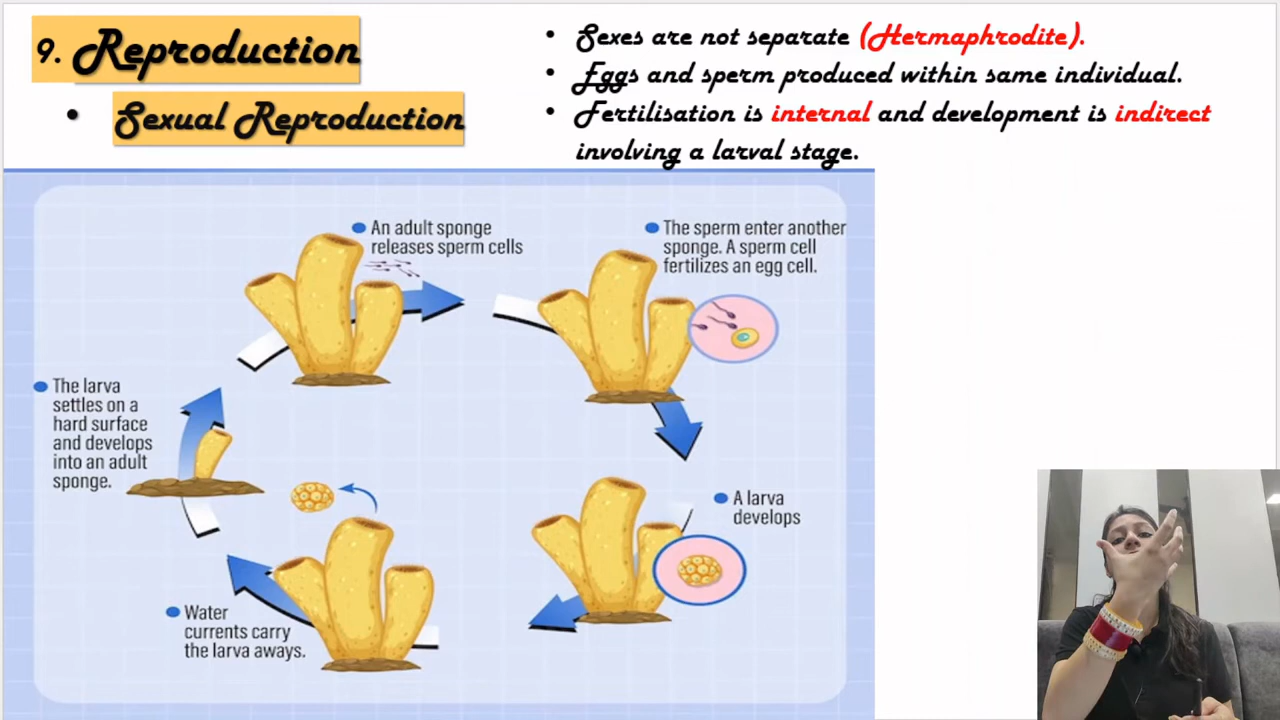 9. Reproduction
• Sexual Reproduction
• Sexes are not separate (Hermaphrodite).
• Eggs and sperm produced within same individual.
• Fertilisation is internal and development is indirect
involving a larval stage.
An adult sponge
releases sperm cells
The sperm enter another
sponge. A sperm cell
fertilizes an egg cell.
A larva
develops
Water
currents carry
the larva aways.
The larva
settles on a
hard surface
and develops
into an adult
sponge.